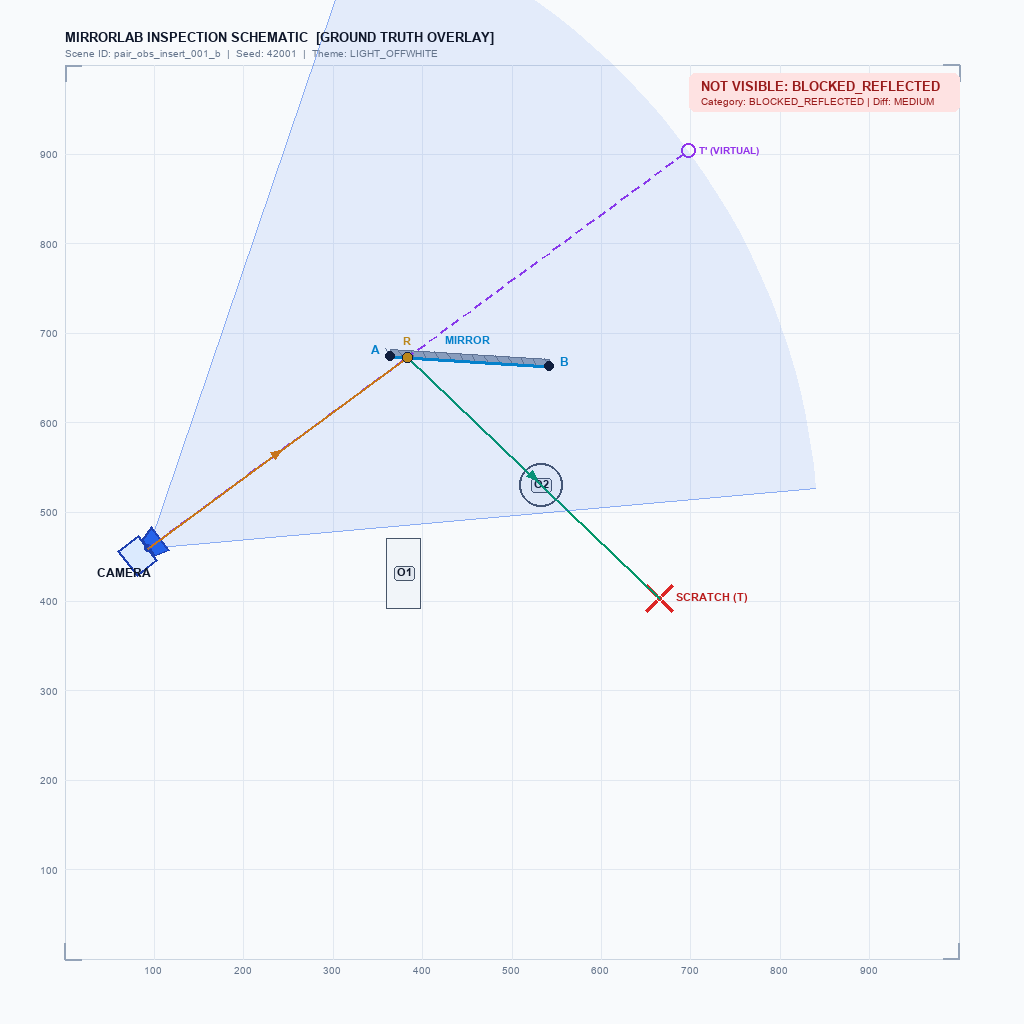 MIRRORLAB INSPECTION SCHEMATIC [GROUND TRUTH OVERLAY]
Scene ID: pair_obs_insert_001_b | Seed: 42001 | Theme: LIGHT_OFFWHITE
NOT VISIBLE: BLOCKED_REFLECTED
Category: BLOCKED_REFLECTED | Diff: MEDIUM
T' (VIRTUAL)
R
MIRROR
A
B
O2
CAMERA
O1
SCRATCH (T)
900
800
700
600
500
400
300
200
100
100 200 300 400 500 600 700 800 900